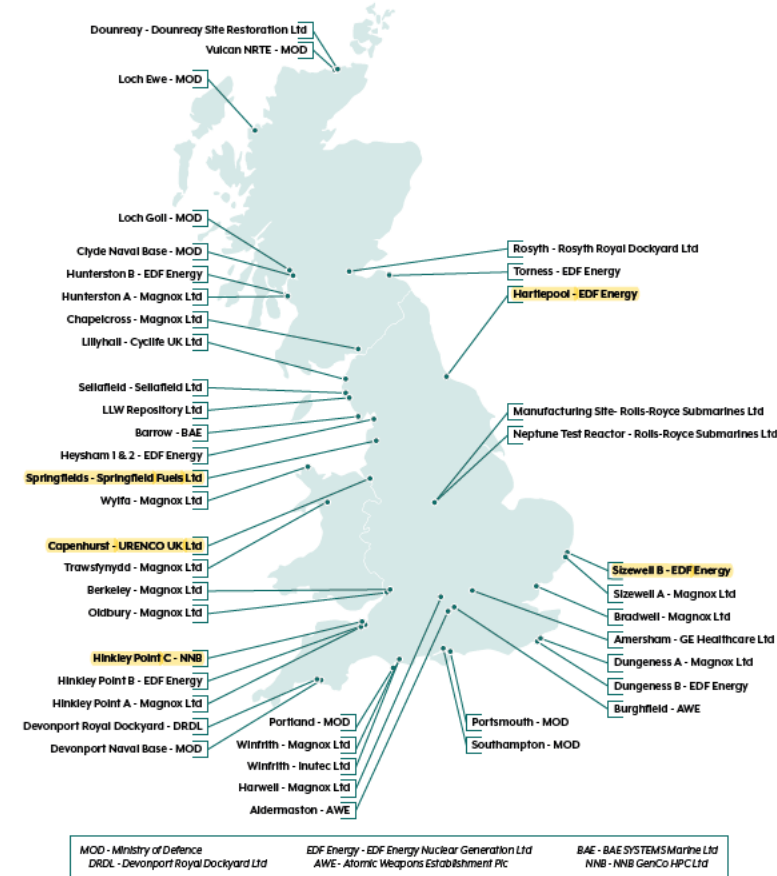 Dounreay - Dounreay Site Restoration Ltd
Vulcan NRTE - MOD
Loch Ewe - MOD
Loch Goil - MOD
Clyde Naval Base - MOD
Hunterston B - EDF Energy
Hunterston A - Magnox Ltd
Chapelcross - Magnox Ltd
Lillyhall - Cyclife UK Ltd
Sellafield - Sellafield Ltd
LLW Repository Ltd
Barrow - BAE
Heysham 1 & 2 - EDF Energy
Springfields - Springfield Fuels Ltd
Wylfa - Magnox Ltd
Capenhurst - URENCO UK Ltd
Trawsfynydd - Magnox Ltd
Berkeley - Magnox Ltd
Oldbury - Magnox Ltd
Hinkley Point C - NNB
Hinkley Point B - EDF Energy
Hinkley Point A - Magnox Ltd
Devonport Royal Dockyard - DRDL
Devonport Naval Base - MOD
Portland - MOD
Winfrith - Magnox Ltd
Winfrith - Inutec Ltd
Harwell - Magnox Ltd
Aldermaston - AWE
Rosyth - Rosyth Royal Dockyard Ltd
Torness - EDF Energy
Hartlepool - EDF Energy
Manufacturing Site- Rolls-Royce Submarines Ltd
Neptune Test Reactor - Rolls-Royce Submarines Ltd
Sizewell B - EDF Energy
Sizewell A - Magnox Ltd
Bradwell - Magnox Ltd
Amersham - GE Healthcare Ltd
Dungeness A - Magnox Ltd
Dungeness B - EDF Energy
Burghfield - AWE
Portsmouth - MOD
Southampton - MOD
MOD - Ministry of Defence
EDF Energy - EDF Energy Nuclear Generation Ltd
BAE - BAE SYSTEMS Marine Ltd
DRDL - Devonport Royal Dockyard Ltd
AWE - Atomic Weapons Establishment Plc
NNB - NNB GenCo HPC Ltd